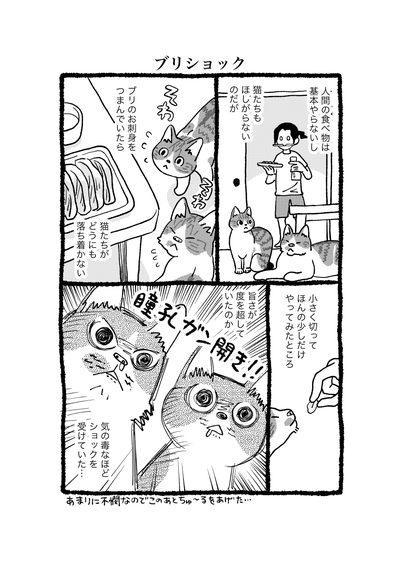 ブリショック
人間の食べ物は
基本やらないし
猫たちも
ほしがらない
のだが
ブリのお刺身を
つまんでいたら
そわ
そわ
猫たちが
どうにも
落ち着かない
小さく切って
ほんの少しだけ
やってみたところ
旨さが
度を超して
いたのか
瞳孔ガン開き!!
気の毒なほど
ショックを
受けていた…
あまりに不憫なのでこのあとちゅ〜るをあげた…